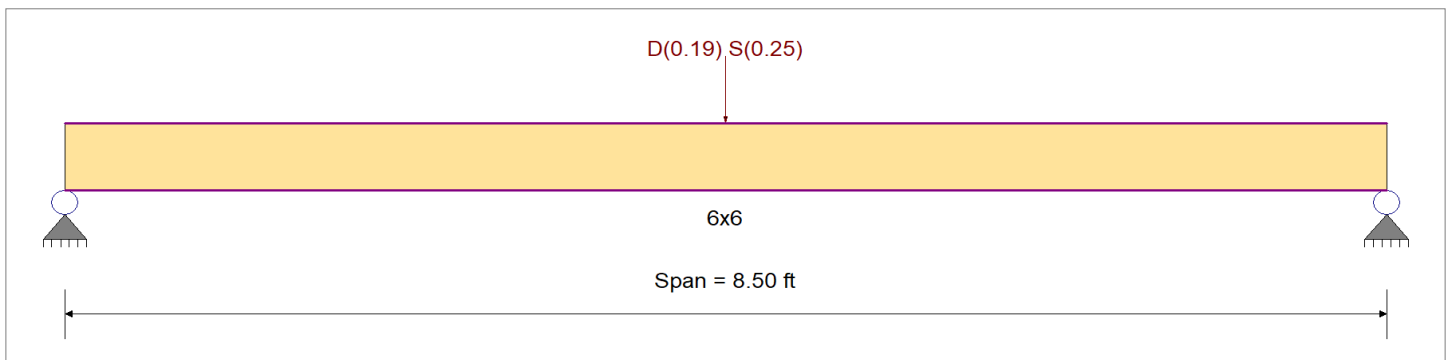 D(0.19) S(0.25)
6x6
Span = 8.50 ft